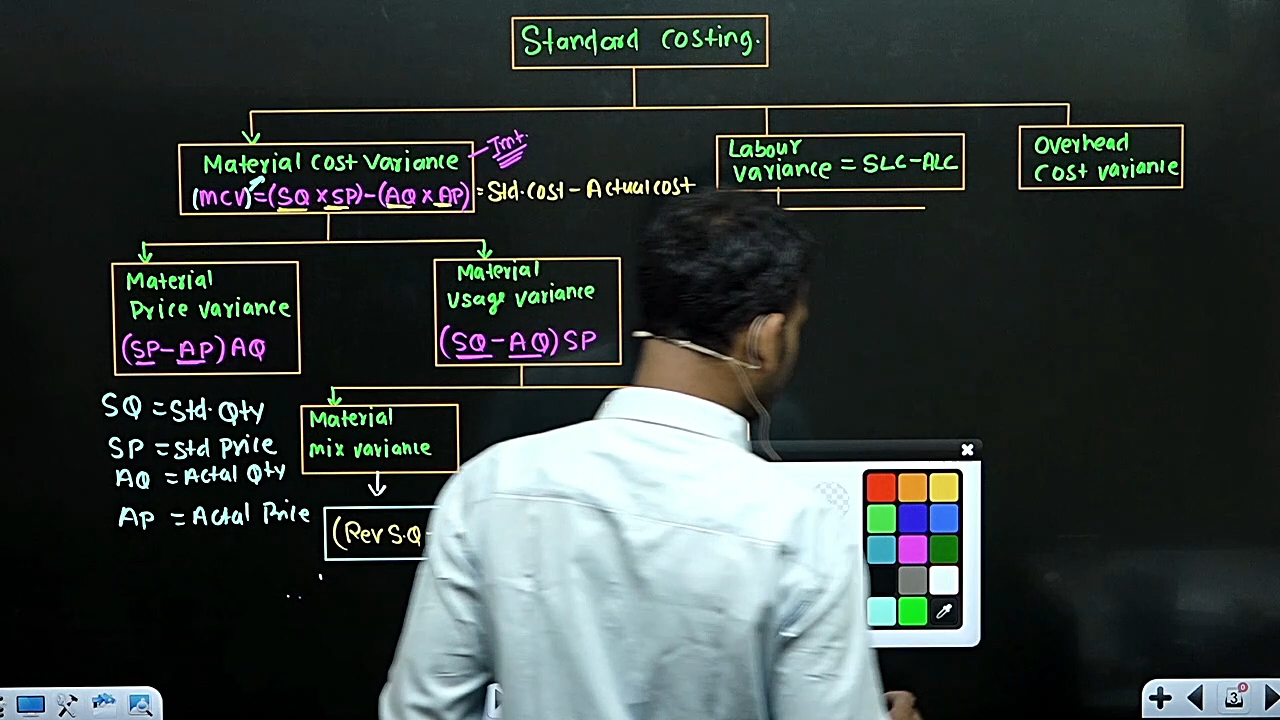 Standard costing.
Material Cost Variance
Imt.
(MCV)=(SQ×SP)-(AQ×AP)
=Std.Cost-Actualcost
Labour
Variance = SLC-ALC
Overhead
Cost variance
Material
Price variance
(SP-AP)AQ
Material
Usage variance
(SQ-AQ)SP
SQ =Std.Qty
SP =Std Price
AQ =Actal Qty
AP =Actal Price
Material
mix variance
(Rev S.Q-
3